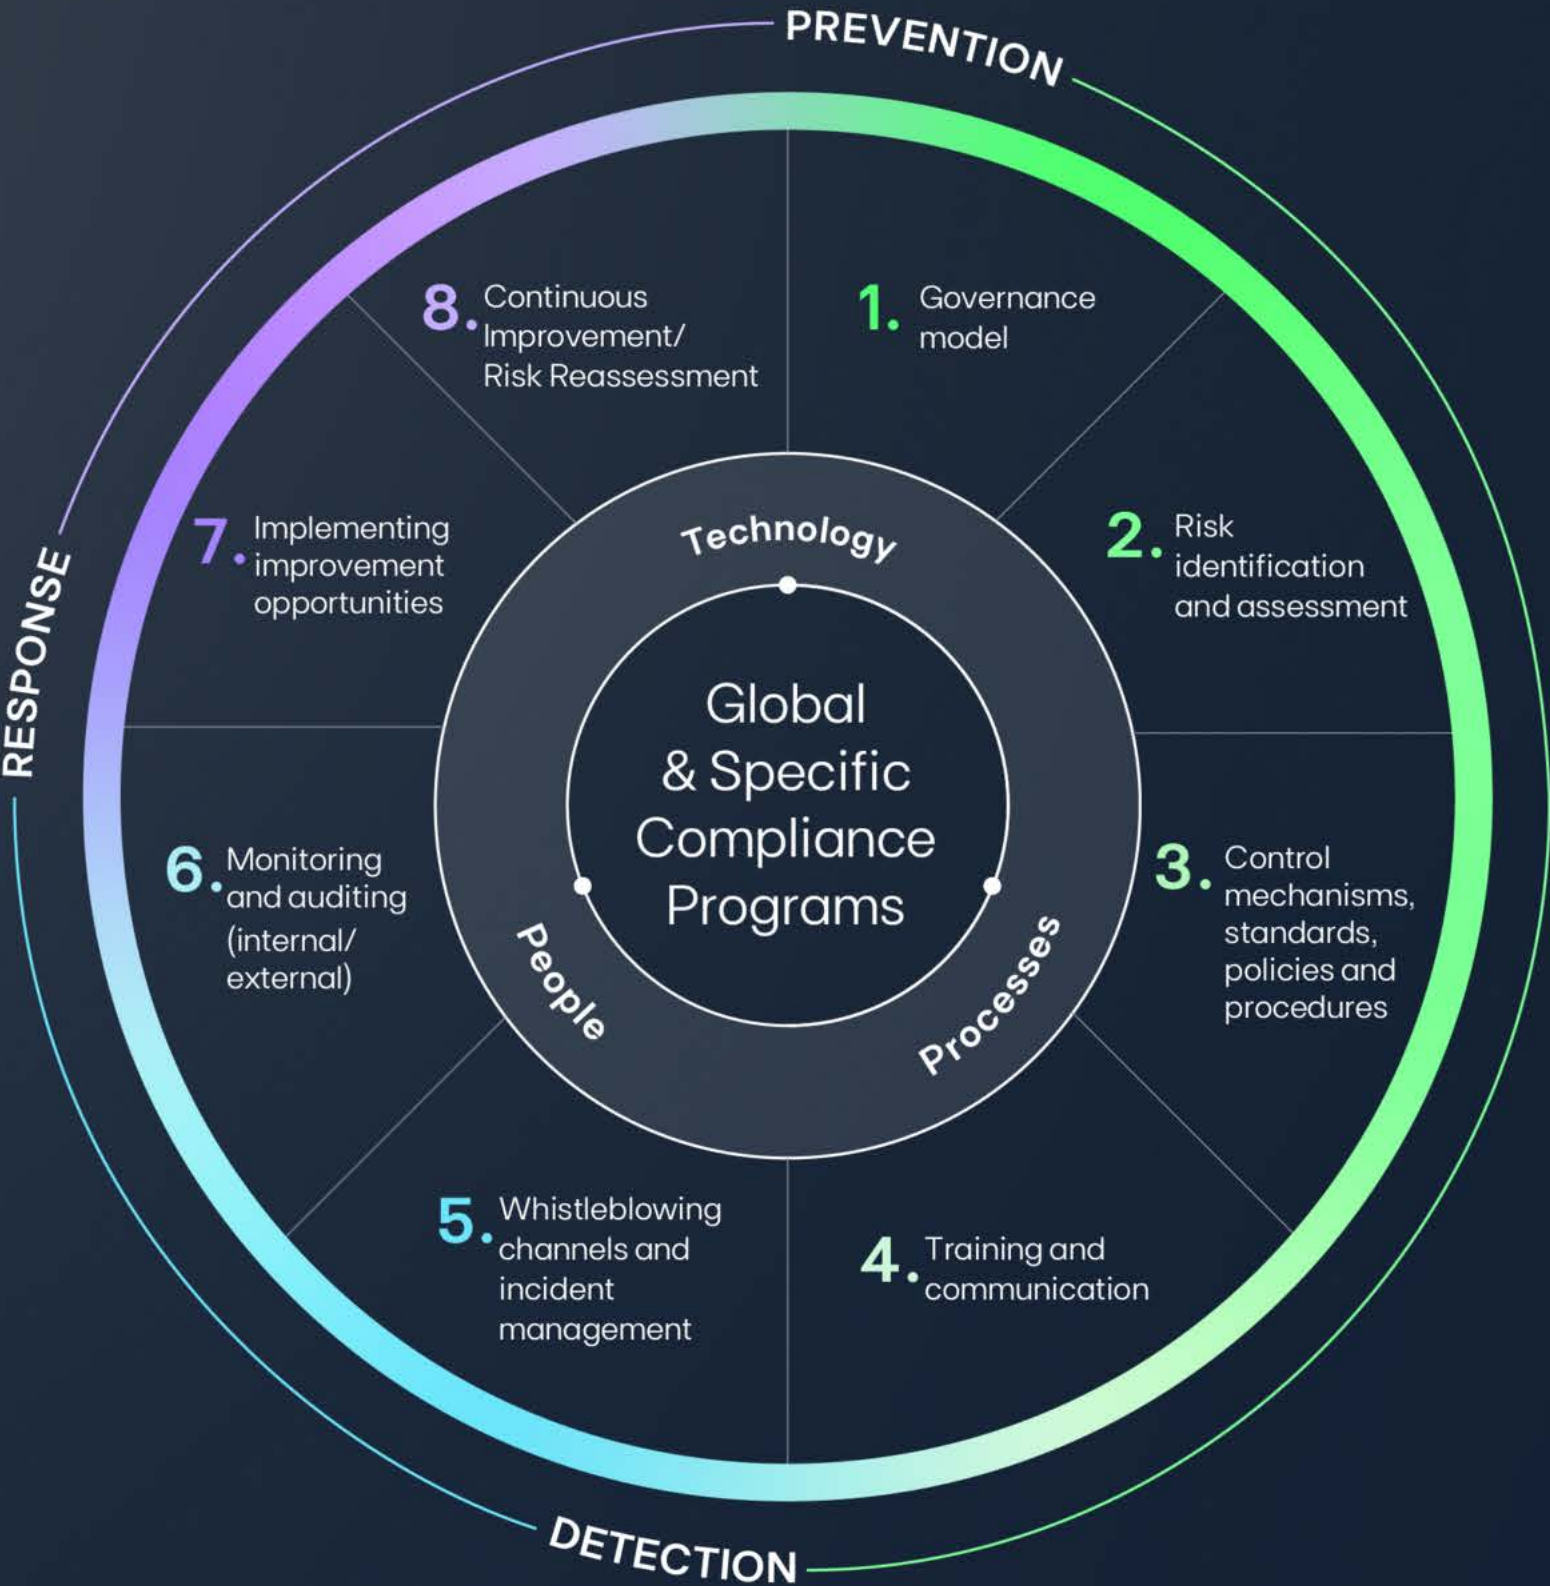 PREVENTION
1. Governance
model
2. Risk
identification
and assessment
3. Control
mechanisms,
standards,
policies and
procedures
4. Training and
communication
DETECTION
5. Whistleblowing
channels and
incident
management
6. Monitoring
and auditing
(internal/
external)
RESPONSE
7. Implementing
improvement
opportunities
8. Continuous
Improvement/
Risk Reassessment
Technology
Processes
People
Global
& Specific
Compliance
Programs